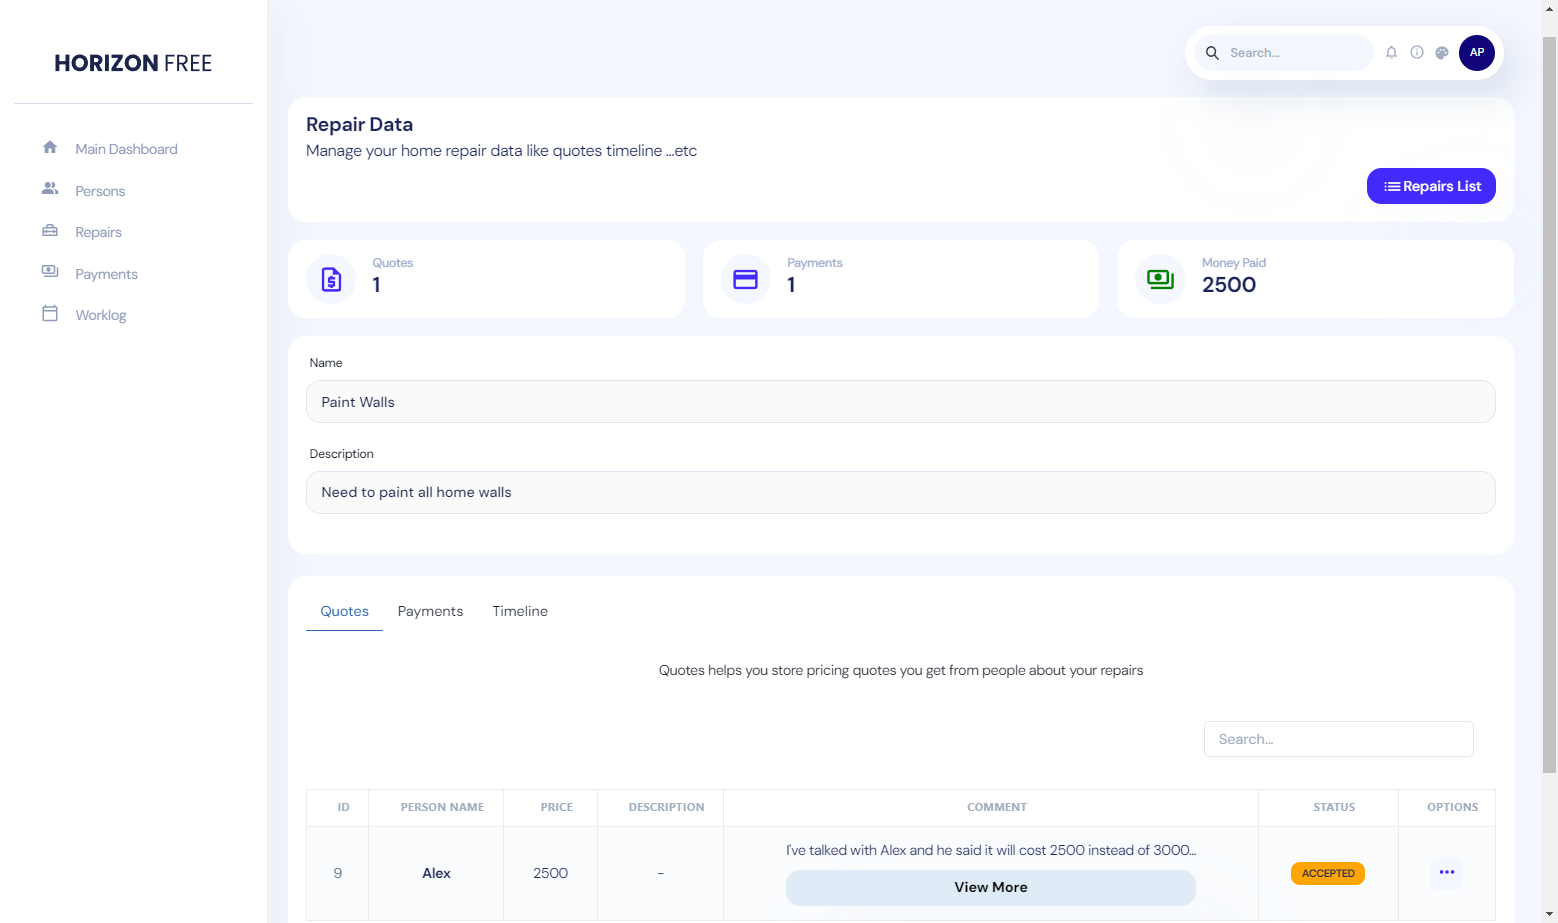 HORIZON FREE
Main Dashboard
Persons
Repairs
Payments
Worklog
Search...
AP
Repair Data
Manage your home repair data like quotes timeline ...etc
Repairs List
Quotes
1
Payments
1
Money Paid
2500
Name
Paint Walls
Description
Need to paint all home walls
Quotes Payments Timeline
Quotes helps you store pricing quotes you get from people about your repairs
Search...
ID PERSON NAME PRICE DESCRIPTION COMMENT STATUS OPTIONS
I've talked with Alex and he said it will cost 2500 instead of 3000...
9 Alex 2500 - ACCEPTED ...
View More